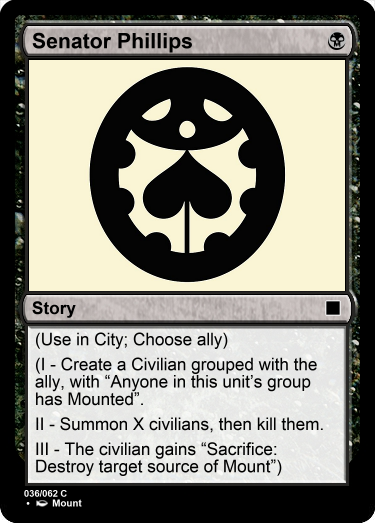 Senator Phillips
Story
(Use in City; Choose ally)
(I - Create a Civilian grouped with the
ally, with “Anyone in this unit’s group
has Mounted”.
II - Summon X civilians, then kill them.
III - The civilian gains “Sacrifice:
Destroy target source of Mount”)
036/062 C
• Mount